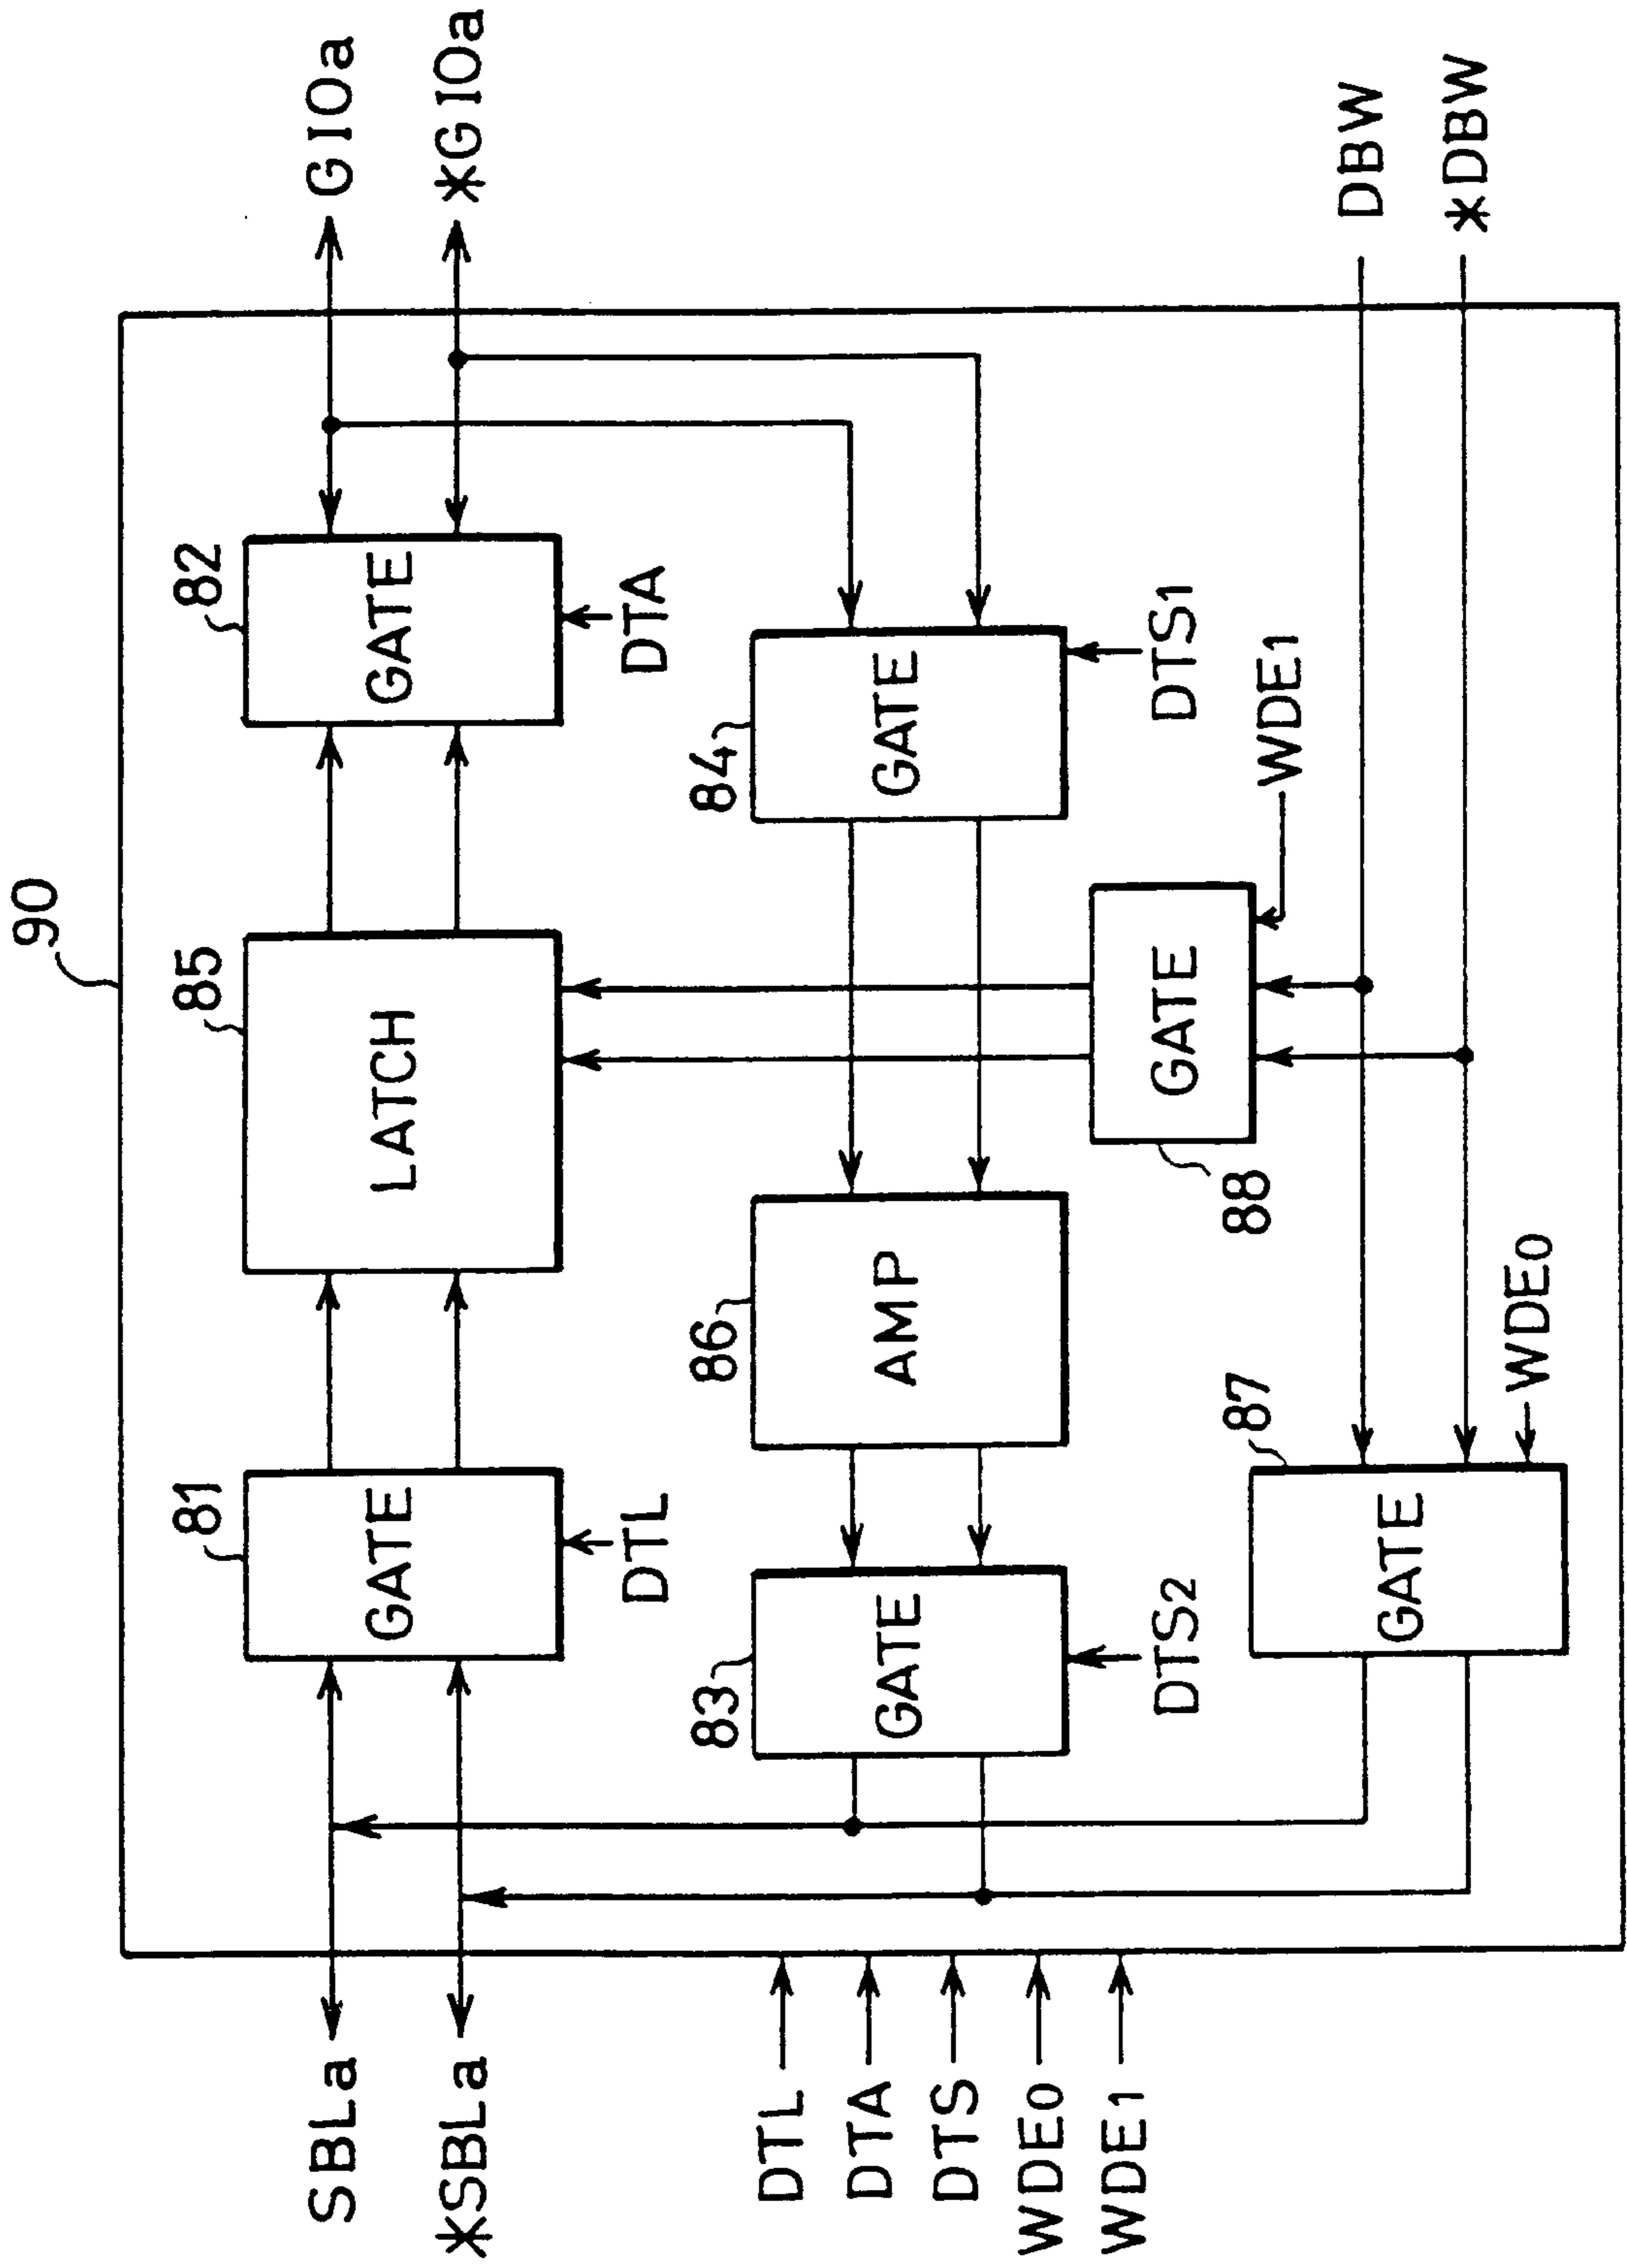 90
SBLa
*SBLa
81
GATE
DTL
85
LATCH
82
GATE
DTA
GIOa
*GIOa
83
GATE
DTS2
86
AMP
84
GATE
DTS1
88
GATE
WDE1
87
GATE
WDE0
DBW
*DBW
DTL
DTA
DTS
WDE0
WDE1